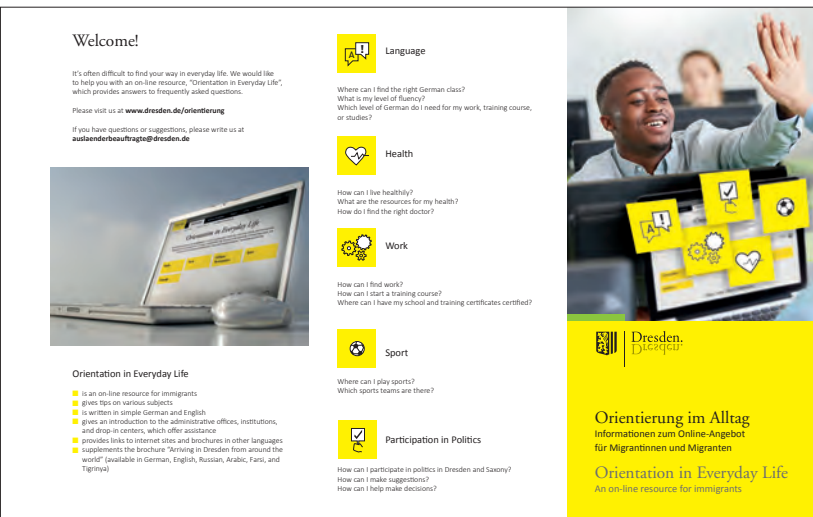 Welcome!
It's often difficult to find your way in everyday life. We would like
to help you with an on-line resource, "Orientation in Everyday Life",
which provides answers to frequently asked questions.
Please visit us at www.dresden.de/orientierung
If you have questions or suggestions, please write us at
auslaenderbeauftragte@dresden.de
Orientation in Everyday Life
Orientation in Everyday Life
is an on-line resource for immigrants
gives tips on various subjects
is written in simple German and English
gives an introduction to the administrative offices, institutions,
and drop-in centers, which offer assistance
provides links to internet sites and brochures in other languages
supplements the brochure "Arriving in Dresden from around the
world" (available in German, English, Russian, Arabic, Farsi, and
Tigrinya)
A !
Language
Where can I find the right German class?
What is my level of fluency?
Which level of German do I need for my work, training course,
or studies?
Health
How can I live healthily?
What are the resources for my health?
How do I find the right doctor?
Work
How can I find work?
How can I start a training course?
Where can I have my school and training certificates certified?
Sport
Where can I play sports?
Which sports teams are there?
Participation in Politics
How can I participate in politics in Dresden and Saxony?
How can I make suggestions?
How can I help make decisions?
A !
Dresden.
Dresden.
Orientierung im Alltag
Informationen zum Online-Angebot
für Migrantinnen und Migranten
Orientation in Everyday Life
An on-line resource for immigrants